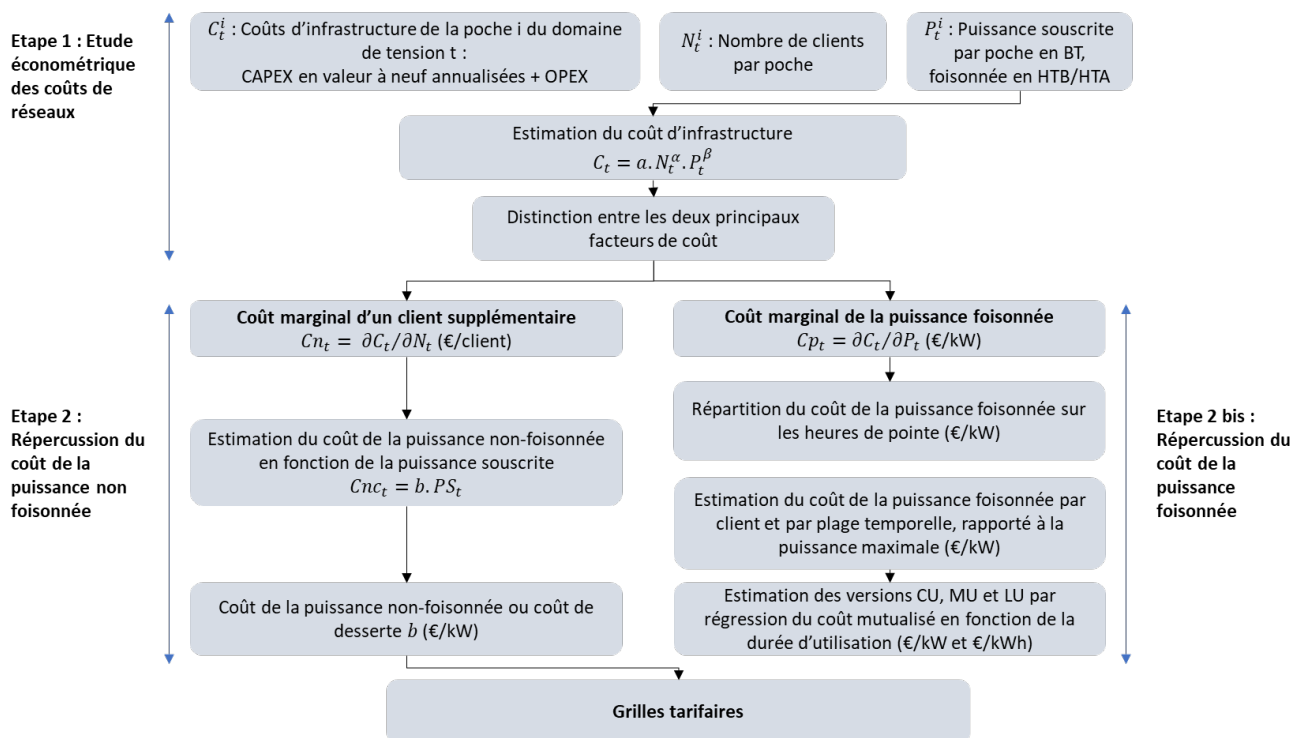 Etape 1 : Etude
économétrique
des coûts de
réseaux
C_t^i : Coûts d'infrastructure de la poche i du domaine
de tension t :
CAPEX en valeur à neuf annualisées + OPEX
N_t^i : Nombre de clients
par poche
P_t^i : Puissance souscrite
par poche en BT,
foisonnée en HTB/HTA
Estimation du coût d'infrastructure
C_t = a.N_t^α.P_t^β
Distinction entre les deux principaux
facteurs de coût
Etape 2 :
Répercussion du
coût de la
puissance non
foisonnée
Coût marginal d'un client supplémentaire
Cn_t = ∂C_t/∂N_t (€/client)
Estimation du coût de la puissance non-foisonnée
en fonction de la puissance souscrite
Cnc_t = b.PS_t
Coût de la puissance non-foisonnée ou coût de
desserte b (€/kW)
Coût marginal de la puissance foisonnée
Cp_t = ∂C_t/∂P_t (€/kW)
Répartition du coût de la puissance foisonnée sur
les heures de pointe (€/kW)
Estimation du coût de la puissance foisonnée par
client et par plage temporelle, rapporté à la
puissance maximale (€/kW)
Estimation des versions CU, MU et LU par
régression du coût mutualisé en fonction de la
durée d'utilisation (€/kW et €/kWh)
Etape 2 bis :
Répercussion du
coût de la
puissance
foisonnée
Grilles tarifaires